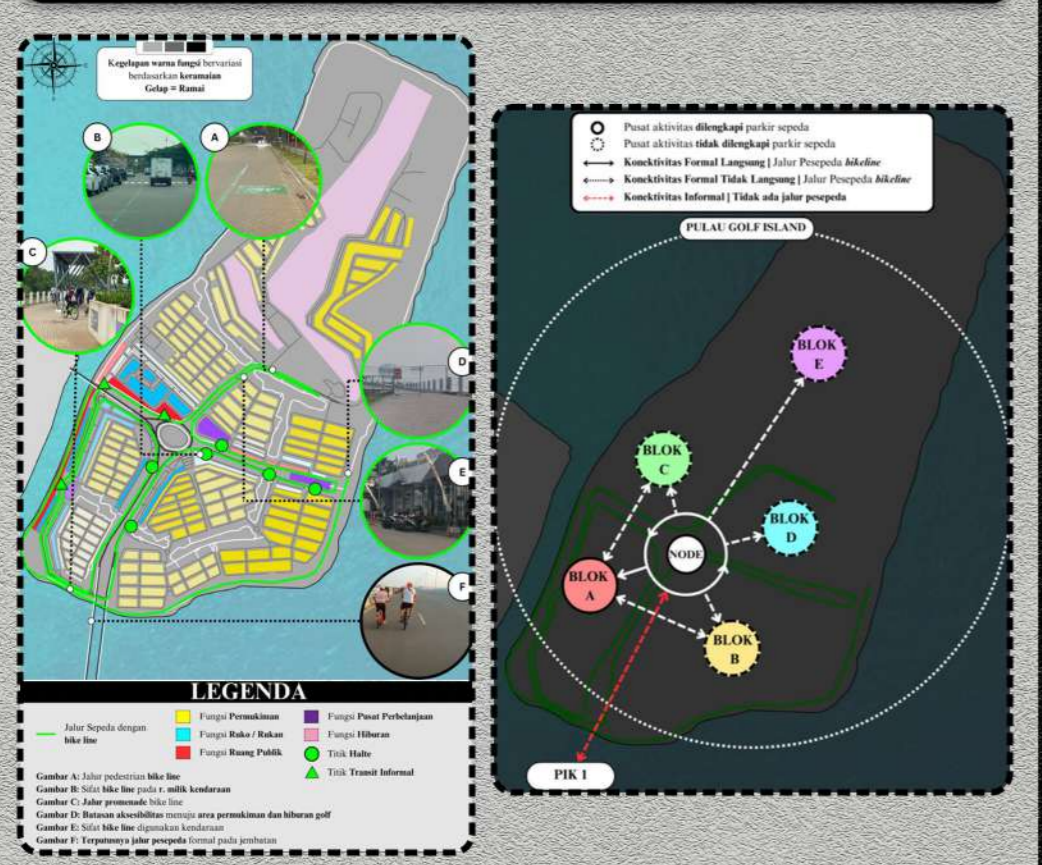 Kegelapan warna fungsi bervariasi
berdasarkan keramaian
Gelap = Ramai
B
A
C
D
E
F
LEGENDA
Jalur Sepeda dengan
bike line
Fungsi Permukiman
Fungsi Ruko / Rukan
Fungsi Ruang Publik
Fungsi Pusat Perbelanjaan
Fungsi Hiburan
Titik Halte
Titik Transit Informal
Gambar A: Jalur pedestrian bike line
Gambar B: Sifat bike line pada r. milik kendaraan
Gambar C: Jalur promenade bike line
Gambar D: Batasan aksesibilitas menuju area permukiman dan hiburan golf
Gambar E: Sifat bike line digunakan kendaraan
Gambar F: Terputusnya jalur pesepeda formal pada jembatan
Pusat aktivitas dilengkapi parkir sepeda
Pusat aktivitas tidak dilengkapi parkir sepeda
Konektivitas Formal Langsung | Jalur Pesepeda bikeline
Konektivitas Formal Tidak Langsung | Jalur Pesepeda bikeline
Konektivitas Informal | Tidak ada jalur pesepeda
PULAU GOLF ISLAND
BLOK
E
BLOK
C
BLOK
D
NODE
BLOK
A
BLOK
B
PIK 1